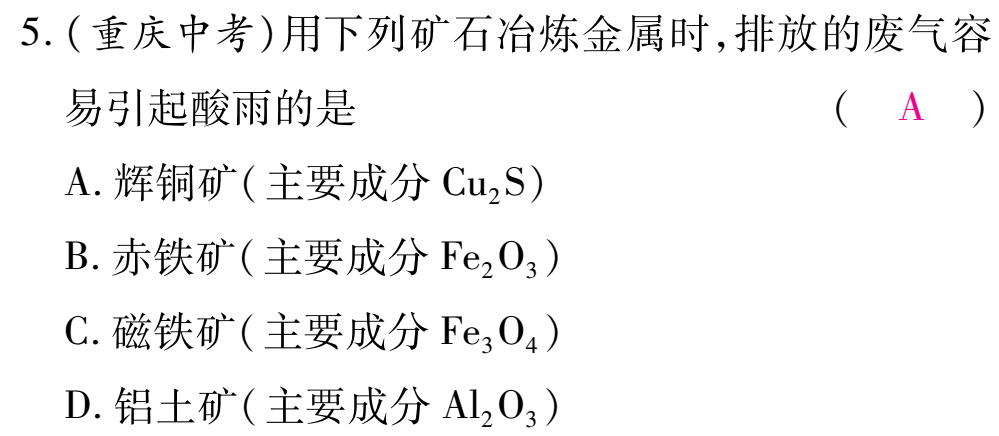 5. (重庆中考)用下列矿石冶炼金属时,排放的废气容
易引起酸雨的是 ( A )
A. 辉铜矿(主要成分 Cu₂S)
B. 赤铁矿(主要成分 Fe₂O₃)
C. 磁铁矿(主要成分 Fe₃O₄)
D. 铝土矿(主要成分 Al₂O₃)